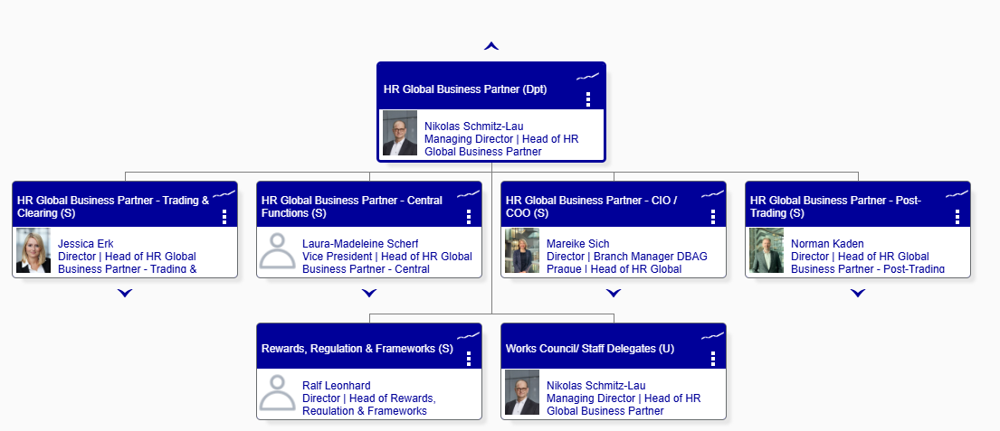 HR Global Business Partner (Dpt)
Nikolas Schmitz-Lau
Managing Director | Head of HR
Global Business Partner
HR Global Business Partner - Trading &
Clearing (S)
Jessica Erk
Director | Head of HR Global
Business Partner - Trading &
HR Global Business Partner - Central
Functions (S)
Laura-Madeleine Scherf
Vice President | Head of HR Global
Business Partner - Central
HR Global Business Partner - CIO /
COO (S)
Mareike Sich
Director | Branch Manager DBAG
Prague | Head of HR Global
HR Global Business Partner - Post-
Trading (S)
Norman Kaden
Director | Head of HR Global
Business Partner - Post-Trading
Rewards, Regulation & Frameworks (S)
Ralf Leonhard
Director | Head of Rewards,
Regulation & Frameworks
Works Council/ Staff Delegates (U)
Nikolas Schmitz-Lau
Managing Director | Head of HR
Global Business Partner